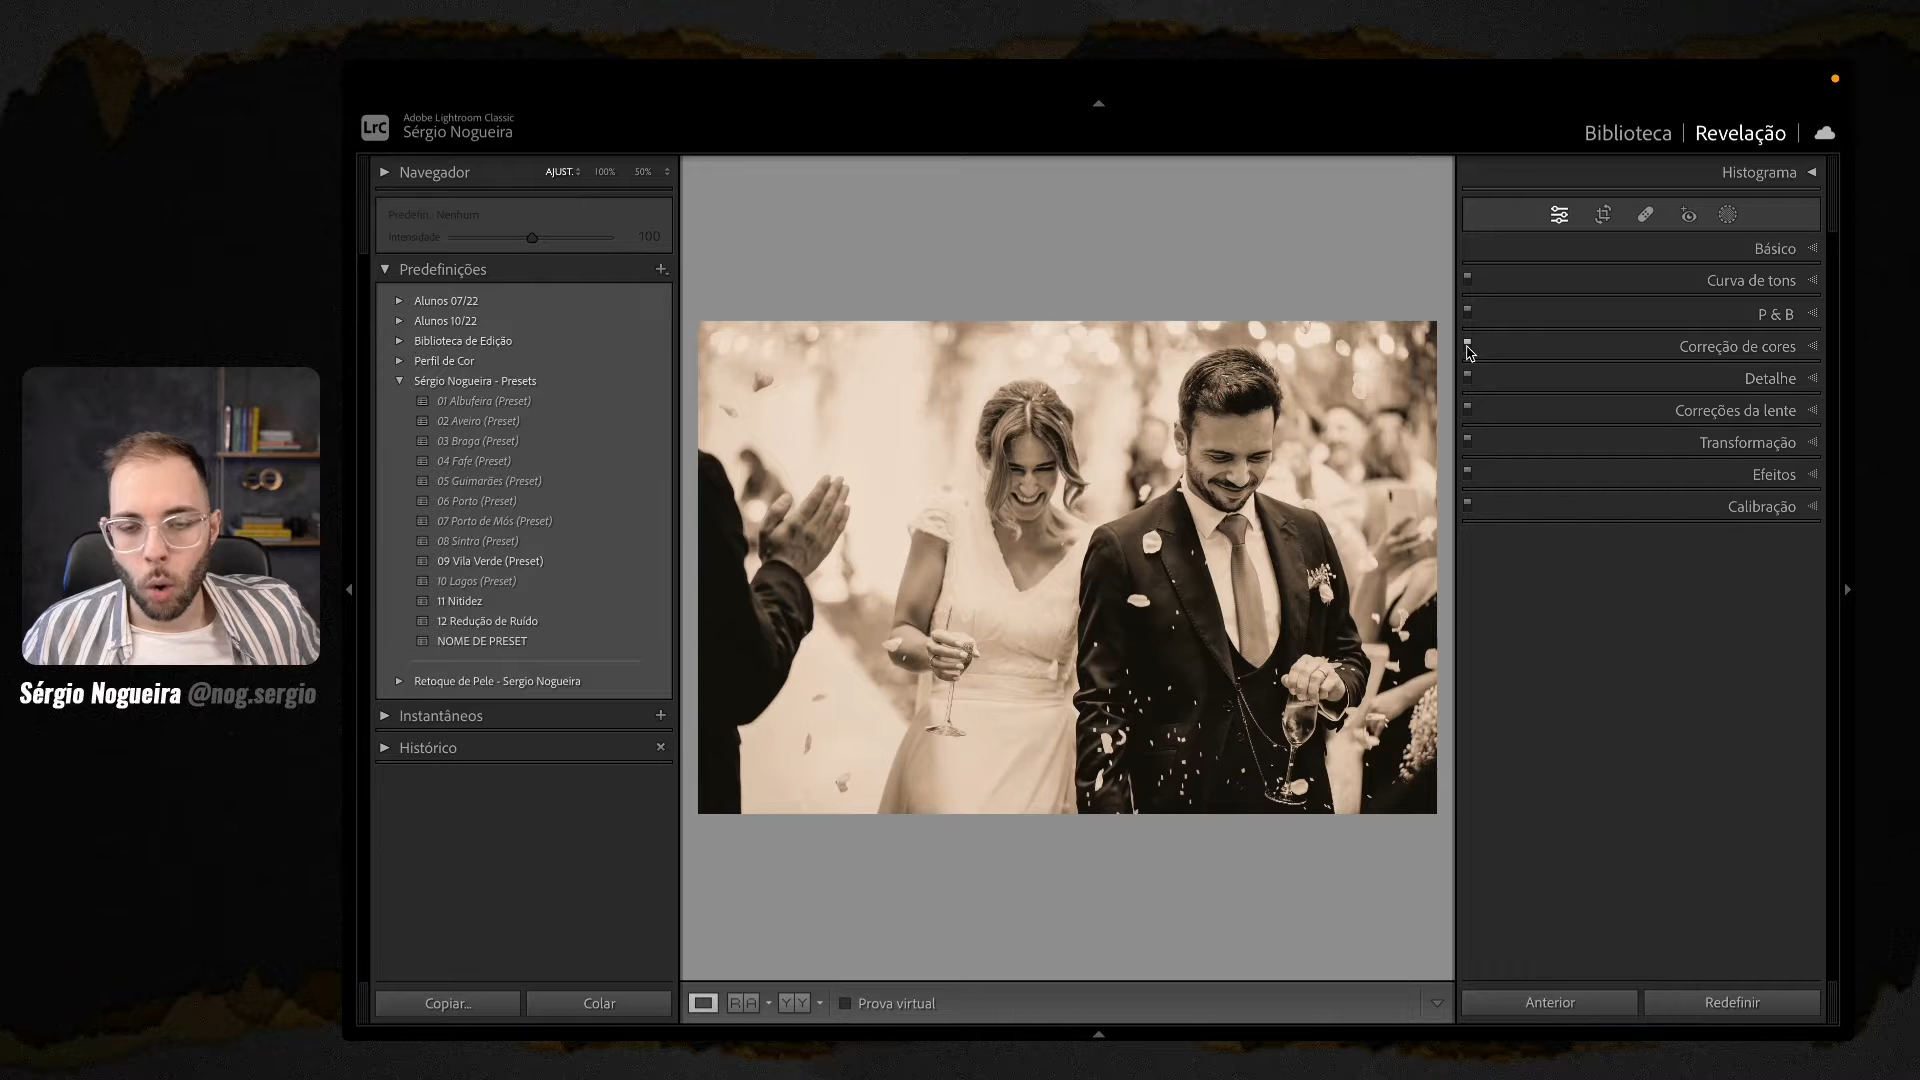 Adobe Lightroom Classic
LrC
Sérgio Nogueira
Biblioteca
Revelação
Navegador
AJUST.
100%
50%
Predefin.: Nenhum
Intensidade
100
Predefinições
Alunos 07/22
Alunos 10/22
Biblioteca de Edição
Perfil de Cor
Sérgio Nogueira - Presets
01 Albufeira (Preset)
02 Aveiro (Preset)
03 Braga (Preset)
04 Fafe (Preset)
05 Guimarães (Preset)
06 Porto (Preset)
07 Porto de Mós (Preset)
08 Sintra (Preset)
09 Vila Verde (Preset)
10 Lagos (Preset)
11 Nitidez
12 Redução de Ruído
NOME DE PRESET
Retoque de Pele - Sergio Nogueira
Instantâneos
Histórico
Copiar...
Colar
R A
Y Y
Prova virtual
Histograma
Básico
Curva de tons
P & B
Correção de cores
Detalhe
Correções da lente
Transformação
Efeitos
Calibração
Anterior
Redefinir
Sérgio Nogueira @nog.sergio